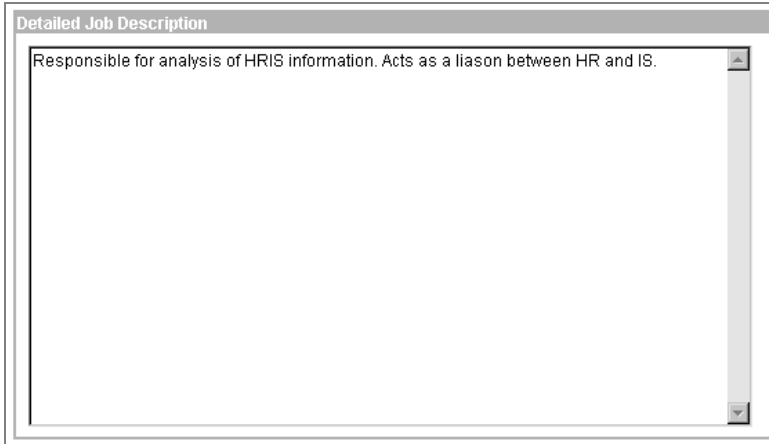 Detailed Job Description
Responsible for analysis of HRIS information. Acts as a liason between HR and IS.